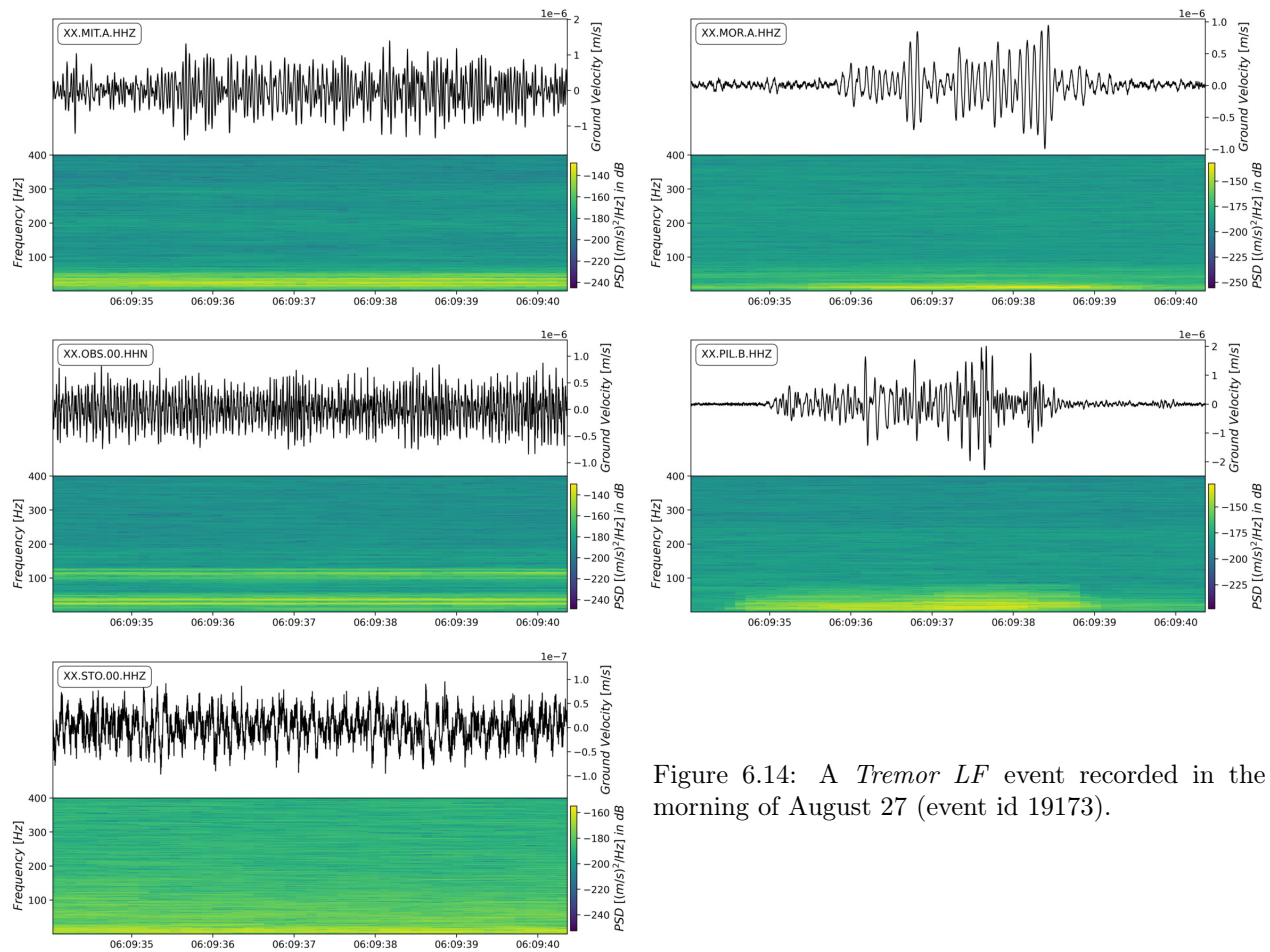 1e−6
XX.MIT.A.HHZ
2
1
0
−1
Ground Velocity [m/s]
400
300
200
100
Frequency [Hz]
−140
−160
−180
−200
−220
−240
PSD [(m/s)²/Hz] in dB
06:09:35 06:09:36 06:09:37 06:09:38 06:09:39 06:09:40
1e−6
XX.MOR.A.HHZ
1.0
0.5
0.0
−0.5
−1.0
Ground Velocity [m/s]
400
300
200
100
Frequency [Hz]
−150
−175
−200
−225
−250
PSD [(m/s)²/Hz] in dB
06:09:35 06:09:36 06:09:37 06:09:38 06:09:39 06:09:40
1e−6
XX.OBS.00.HHN
1.0
0.5
0.0
−0.5
−1.0
Ground Velocity [m/s]
400
300
200
100
Frequency [Hz]
−140
−160
−180
−200
−220
−240
PSD [(m/s)²/Hz] in dB
06:09:35 06:09:36 06:09:37 06:09:38 06:09:39 06:09:40
1e−6
XX.PIL.B.HHZ
2
1
0
−1
−2
Ground Velocity [m/s]
400
300
200
100
Frequency [Hz]
−150
−175
−200
−225
PSD [(m/s)²/Hz] in dB
06:09:35 06:09:36 06:09:37 06:09:38 06:09:39 06:09:40
1e−7
XX.STO.00.HHZ
1.0
0.5
0.0
−0.5
−1.0
Ground Velocity [m/s]
400
300
200
100
Frequency [Hz]
−160
−180
−200
−220
−240
PSD [(m/s)²/Hz] in dB
06:09:35 06:09:36 06:09:37 06:09:38 06:09:39 06:09:40
Figure 6.14: A Tremor LF event recorded in the
morning of August 27 (event id 19173).